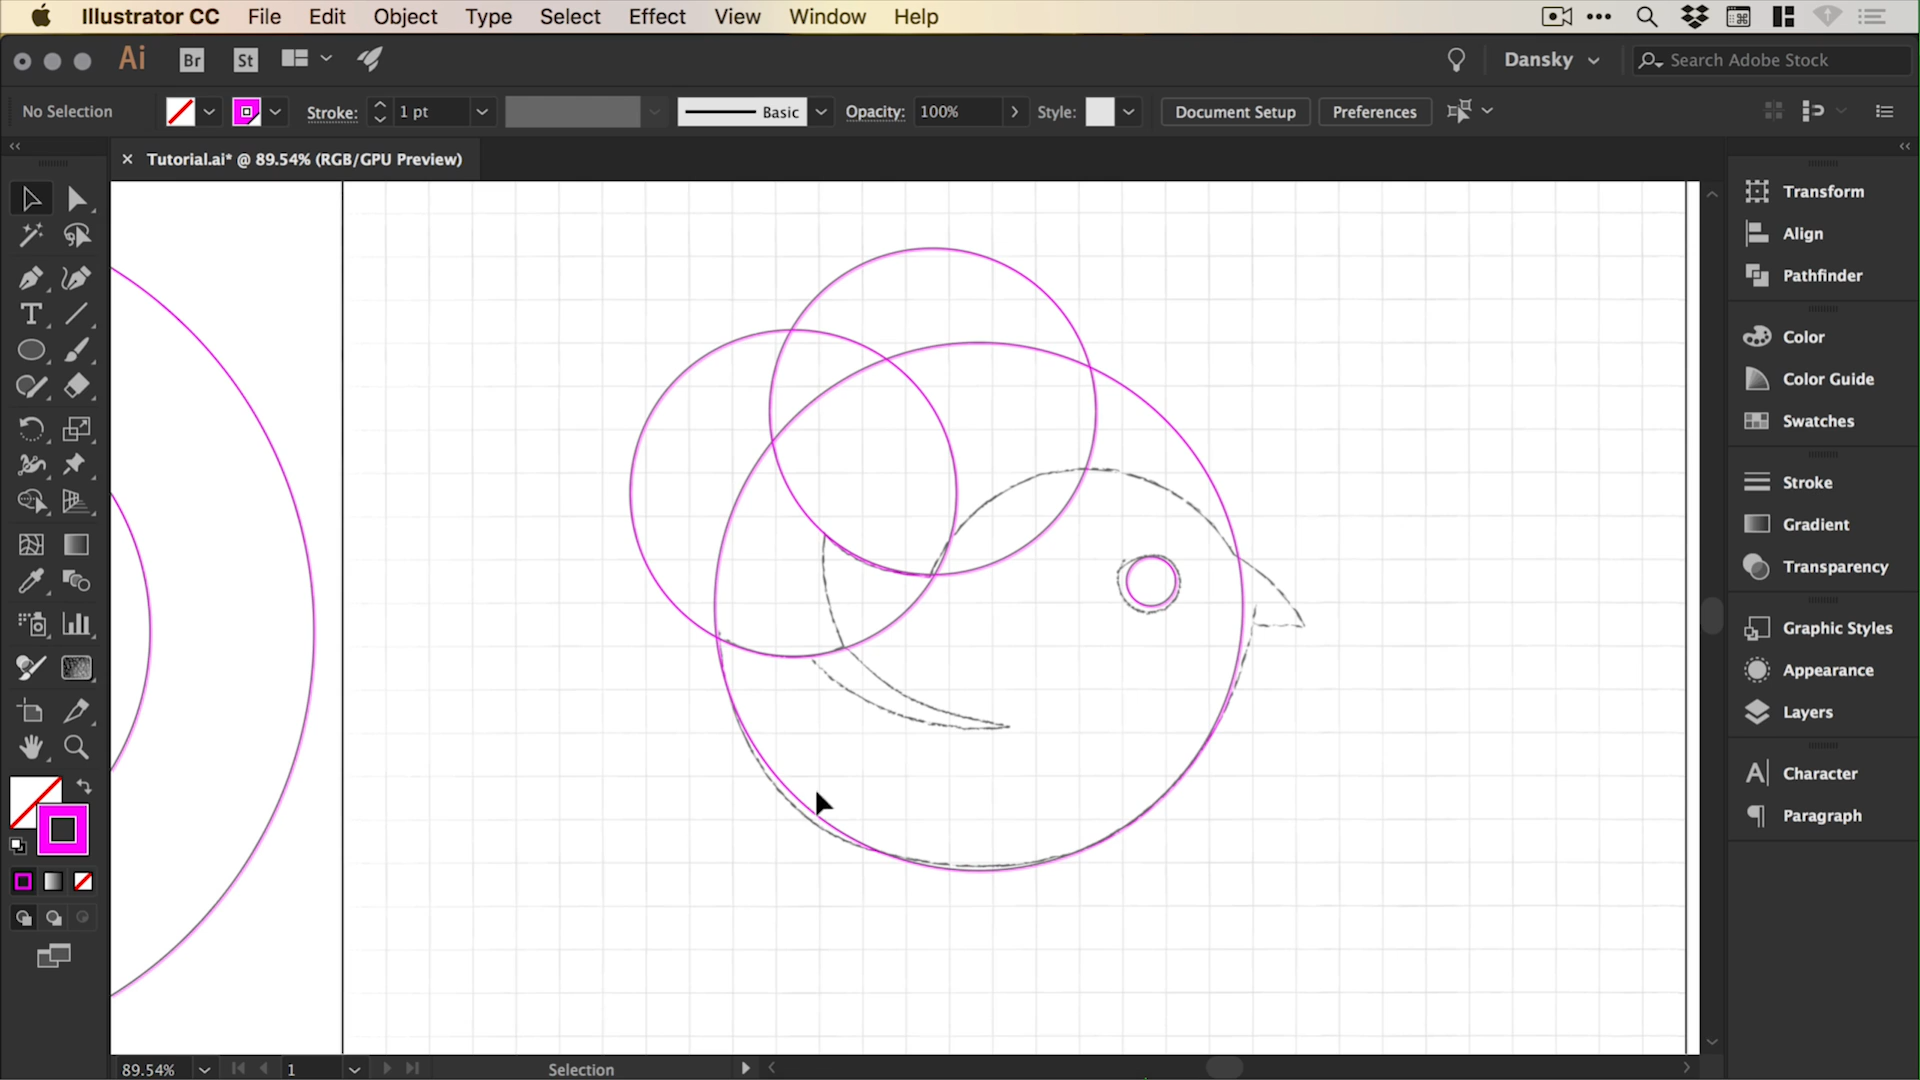 Illustrator CC File Edit Object Type Select Effect View Window Help
Ai Br St Dansky Search Adobe Stock
No Selection Stroke: 1 pt Basic Opacity: 100% Style: Document Setup Preferences
Tutorial.ai* @ 89.54% (RGB/GPU Preview)
Transform
Align
Pathfinder
Color
Color Guide
Swatches
Stroke
Gradient
Transparency
Graphic Styles
Appearance
Layers
Character
Paragraph
89.54% 1 Selection